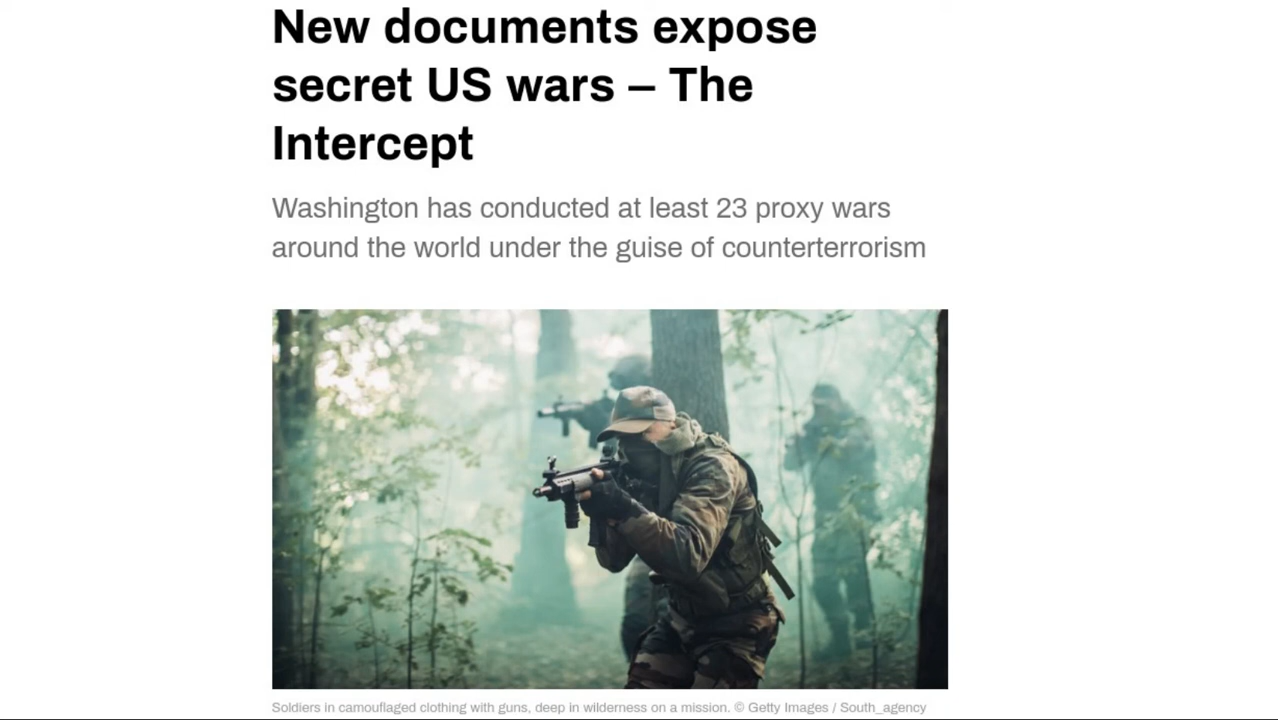 New documents expose
secret US wars – The
Intercept
Washington has conducted at least 23 proxy wars
around the world under the guise of counterterrorism
Soldiers in camouflaged clothing with guns, deep in wilderness on a mission. © Getty Images / South_agency